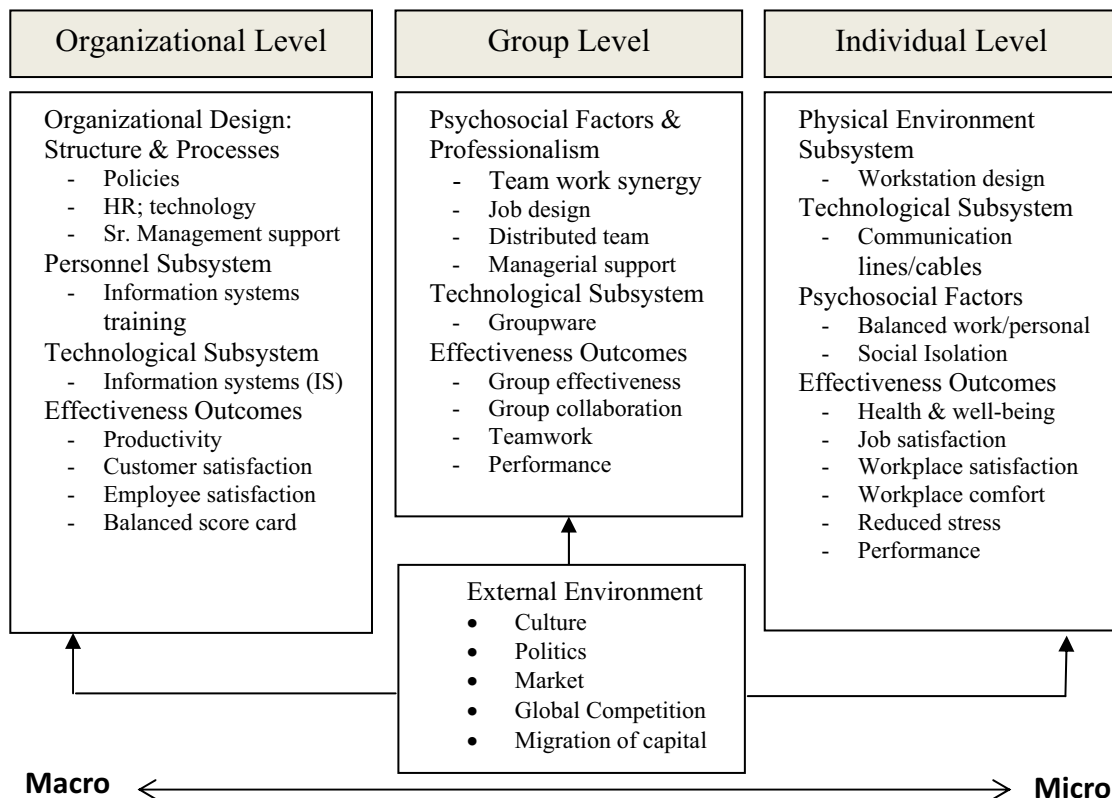 Organizational Level
Group Level
Individual Level
Organizational Design:
Structure & Processes
- Policies
- HR; technology
- Sr. Management support
Personnel Subsystem
- Information systems
training
Technological Subsystem
- Information systems (IS)
Effectiveness Outcomes
- Productivity
- Customer satisfaction
- Employee satisfaction
- Balanced score card
Psychosocial Factors &
Professionalism
- Team work synergy
- Job design
- Distributed team
- Managerial support
Technological Subsystem
- Groupware
Effectiveness Outcomes
- Group effectiveness
- Group collaboration
- Teamwork
- Performance
Physical Environment
Subsystem
- Workstation design
Technological Subsystem
- Communication
lines/cables
Psychosocial Factors
- Balanced work/personal
- Social Isolation
Effectiveness Outcomes
- Health & well-being
- Job satisfaction
- Workplace satisfaction
- Workplace comfort
- Reduced stress
- Performance
External Environment
• Culture
• Politics
• Market
• Global Competition
• Migration of capital
Macro
Micro